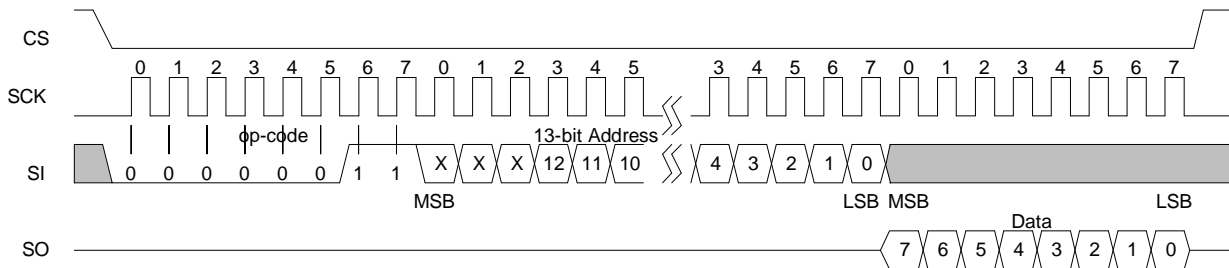 CS
0 1 2 3 4 5 6 7 0 1 2 3 4 5 3 4 5 6 7 0 1 2 3 4 5 6 7
SCK
op-code 13-bit Address
SI 0 0 0 0 0 0 1 1 X X X 12 11 10 4 3 2 1 0
MSB LSB MSB LSB
Data
SO 7 6 5 4 3 2 1 0